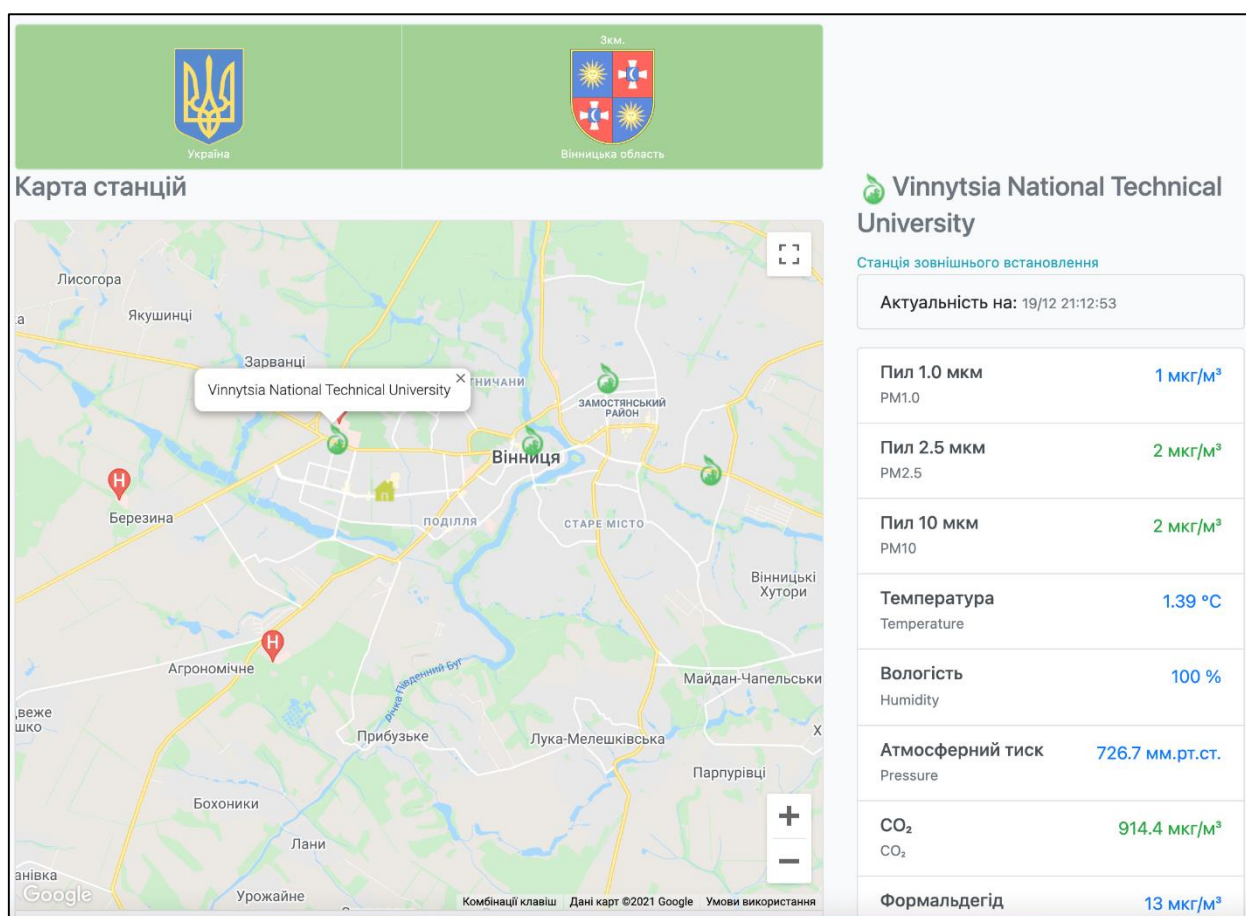 3км.
Україна
Вінницька область
Карта станцій
Лисогора
Якушинці
Зарванці
Vinnytsia National Technical University
×
ТНИЧАНИ
ЗАМОСТЯНСЬКИЙ
РАЙОН
Вінниця
H
Березина
ПОДІЛЛЯ
СТАРЕ МІСТО
Вінницькі
Хутори
H
Агрономічне
річка Південний Буг
Майдан-Чапельськи
веже
шко
Прибузьке
Лука-Мелешківська
Х
Парпурівці
Бохоники
Лани
анівка
Урожайне
Google
Комбінації клавіш
Дані карт ©2021 Google
Умови використання
Vinnytsia National Technical
University
Станція зовнішнього встановлення
Актуальність на: 19/12 21:12:53
Пил 1.0 мкм 1 мкг/м³
PM1.0
Пил 2.5 мкм 2 мкг/м³
PM2.5
Пил 10 мкм 2 мкг/м³
PM10
Температура 1.39 °C
Temperature
Вологість 100 %
Humidity
Атмосферний тиск 726.7 мм.рт.ст.
Pressure
CO₂ 914.4 мкг/м³
CO₂
Формальдегід 13 мкг/м³